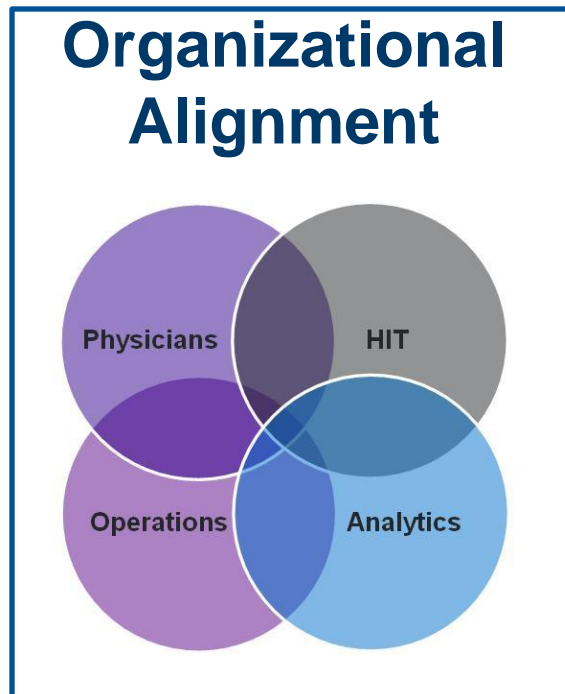 Organizational
Alignment
Physicians
HIT
Operations
Analytics